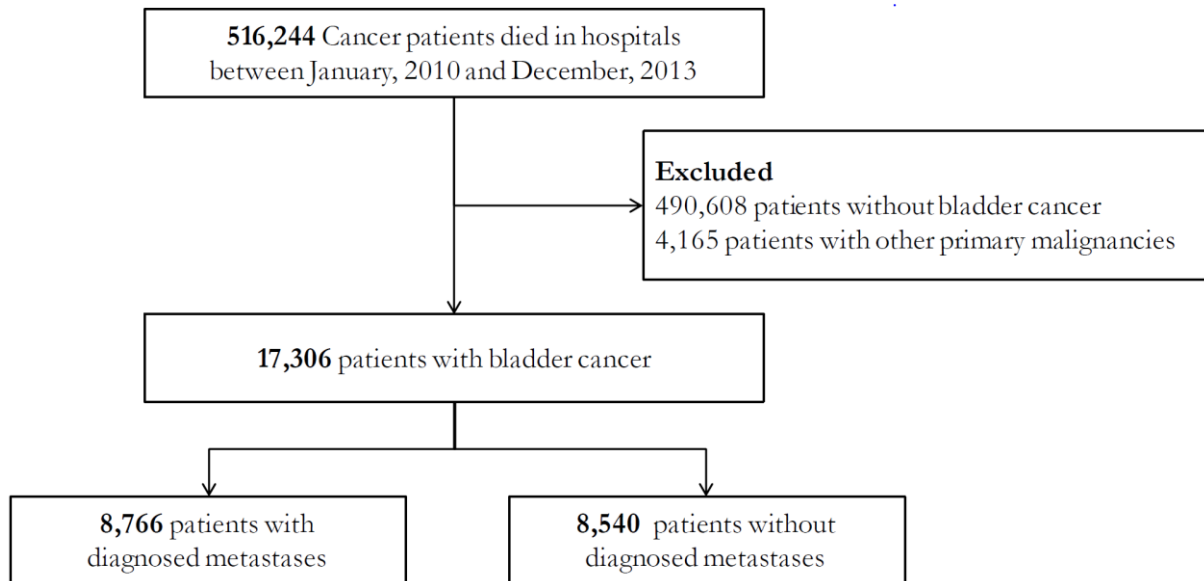 516,244 Cancer patients died in hospitals
between January, 2010 and December, 2013
Excluded
490,608 patients without bladder cancer
4,165 patients with other primary malignancies
17,306 patients with bladder cancer
8,766 patients with
diagnosed metastases
8,540 patients without
diagnosed metastases